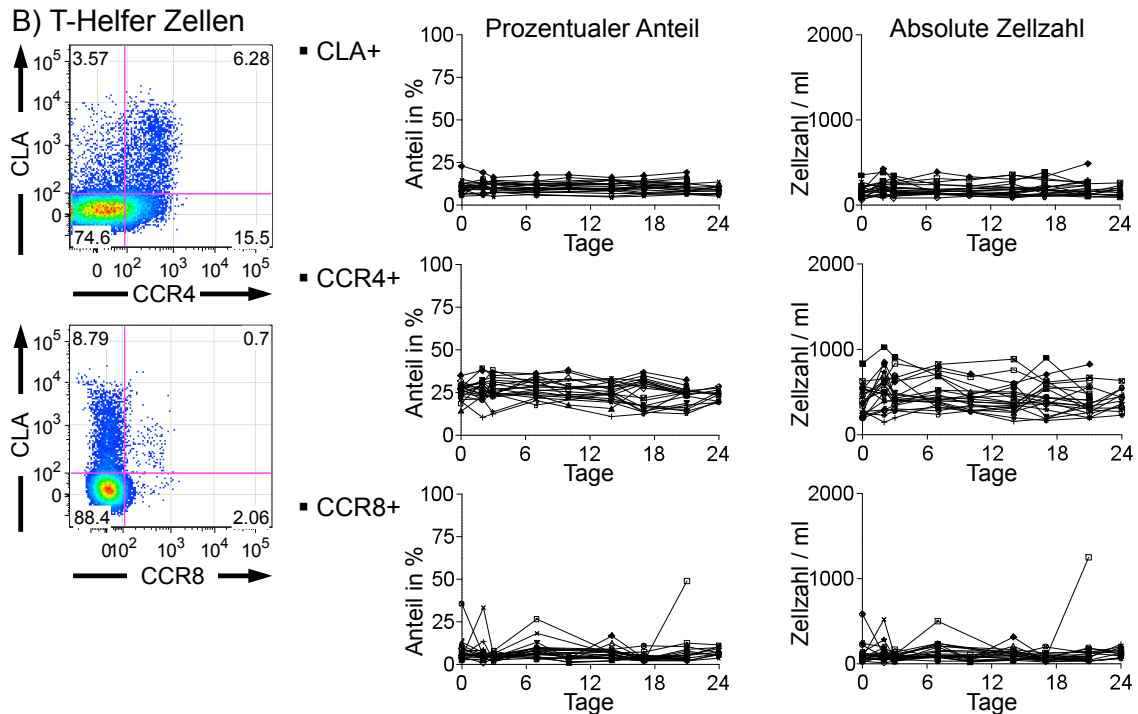 B) T-Helfer Zellen
3.57 6.28
10⁵
10⁴
10³
10²
0
CLA
74.6 15.5
0 10² 10³ 10⁴ 10⁵
CCR4
8.79 0.7
10⁵
10⁴
10³
10²
0
CLA
88.4 2.06
0 10² 10³ 10⁴ 10⁵
CCR8
■ CLA+
Prozentualer Anteil
100
75
50
25
0
Anteil in %
0 6 12 18 24
Tage
Absolute Zellzahl
2000
1000
0
Zellzahl / ml
0 6 12 18 24
Tage
■ CCR4+
100
75
50
25
0
Anteil in %
0 6 12 18 24
Tage
2000
1000
0
Zellzahl / ml
0 6 12 18 24
Tage
■ CCR8+
100
75
50
25
0
Anteil in %
0 6 12 18 24
Tage
2000
1000
0
Zellzahl / ml
0 6 12 18 24
Tage